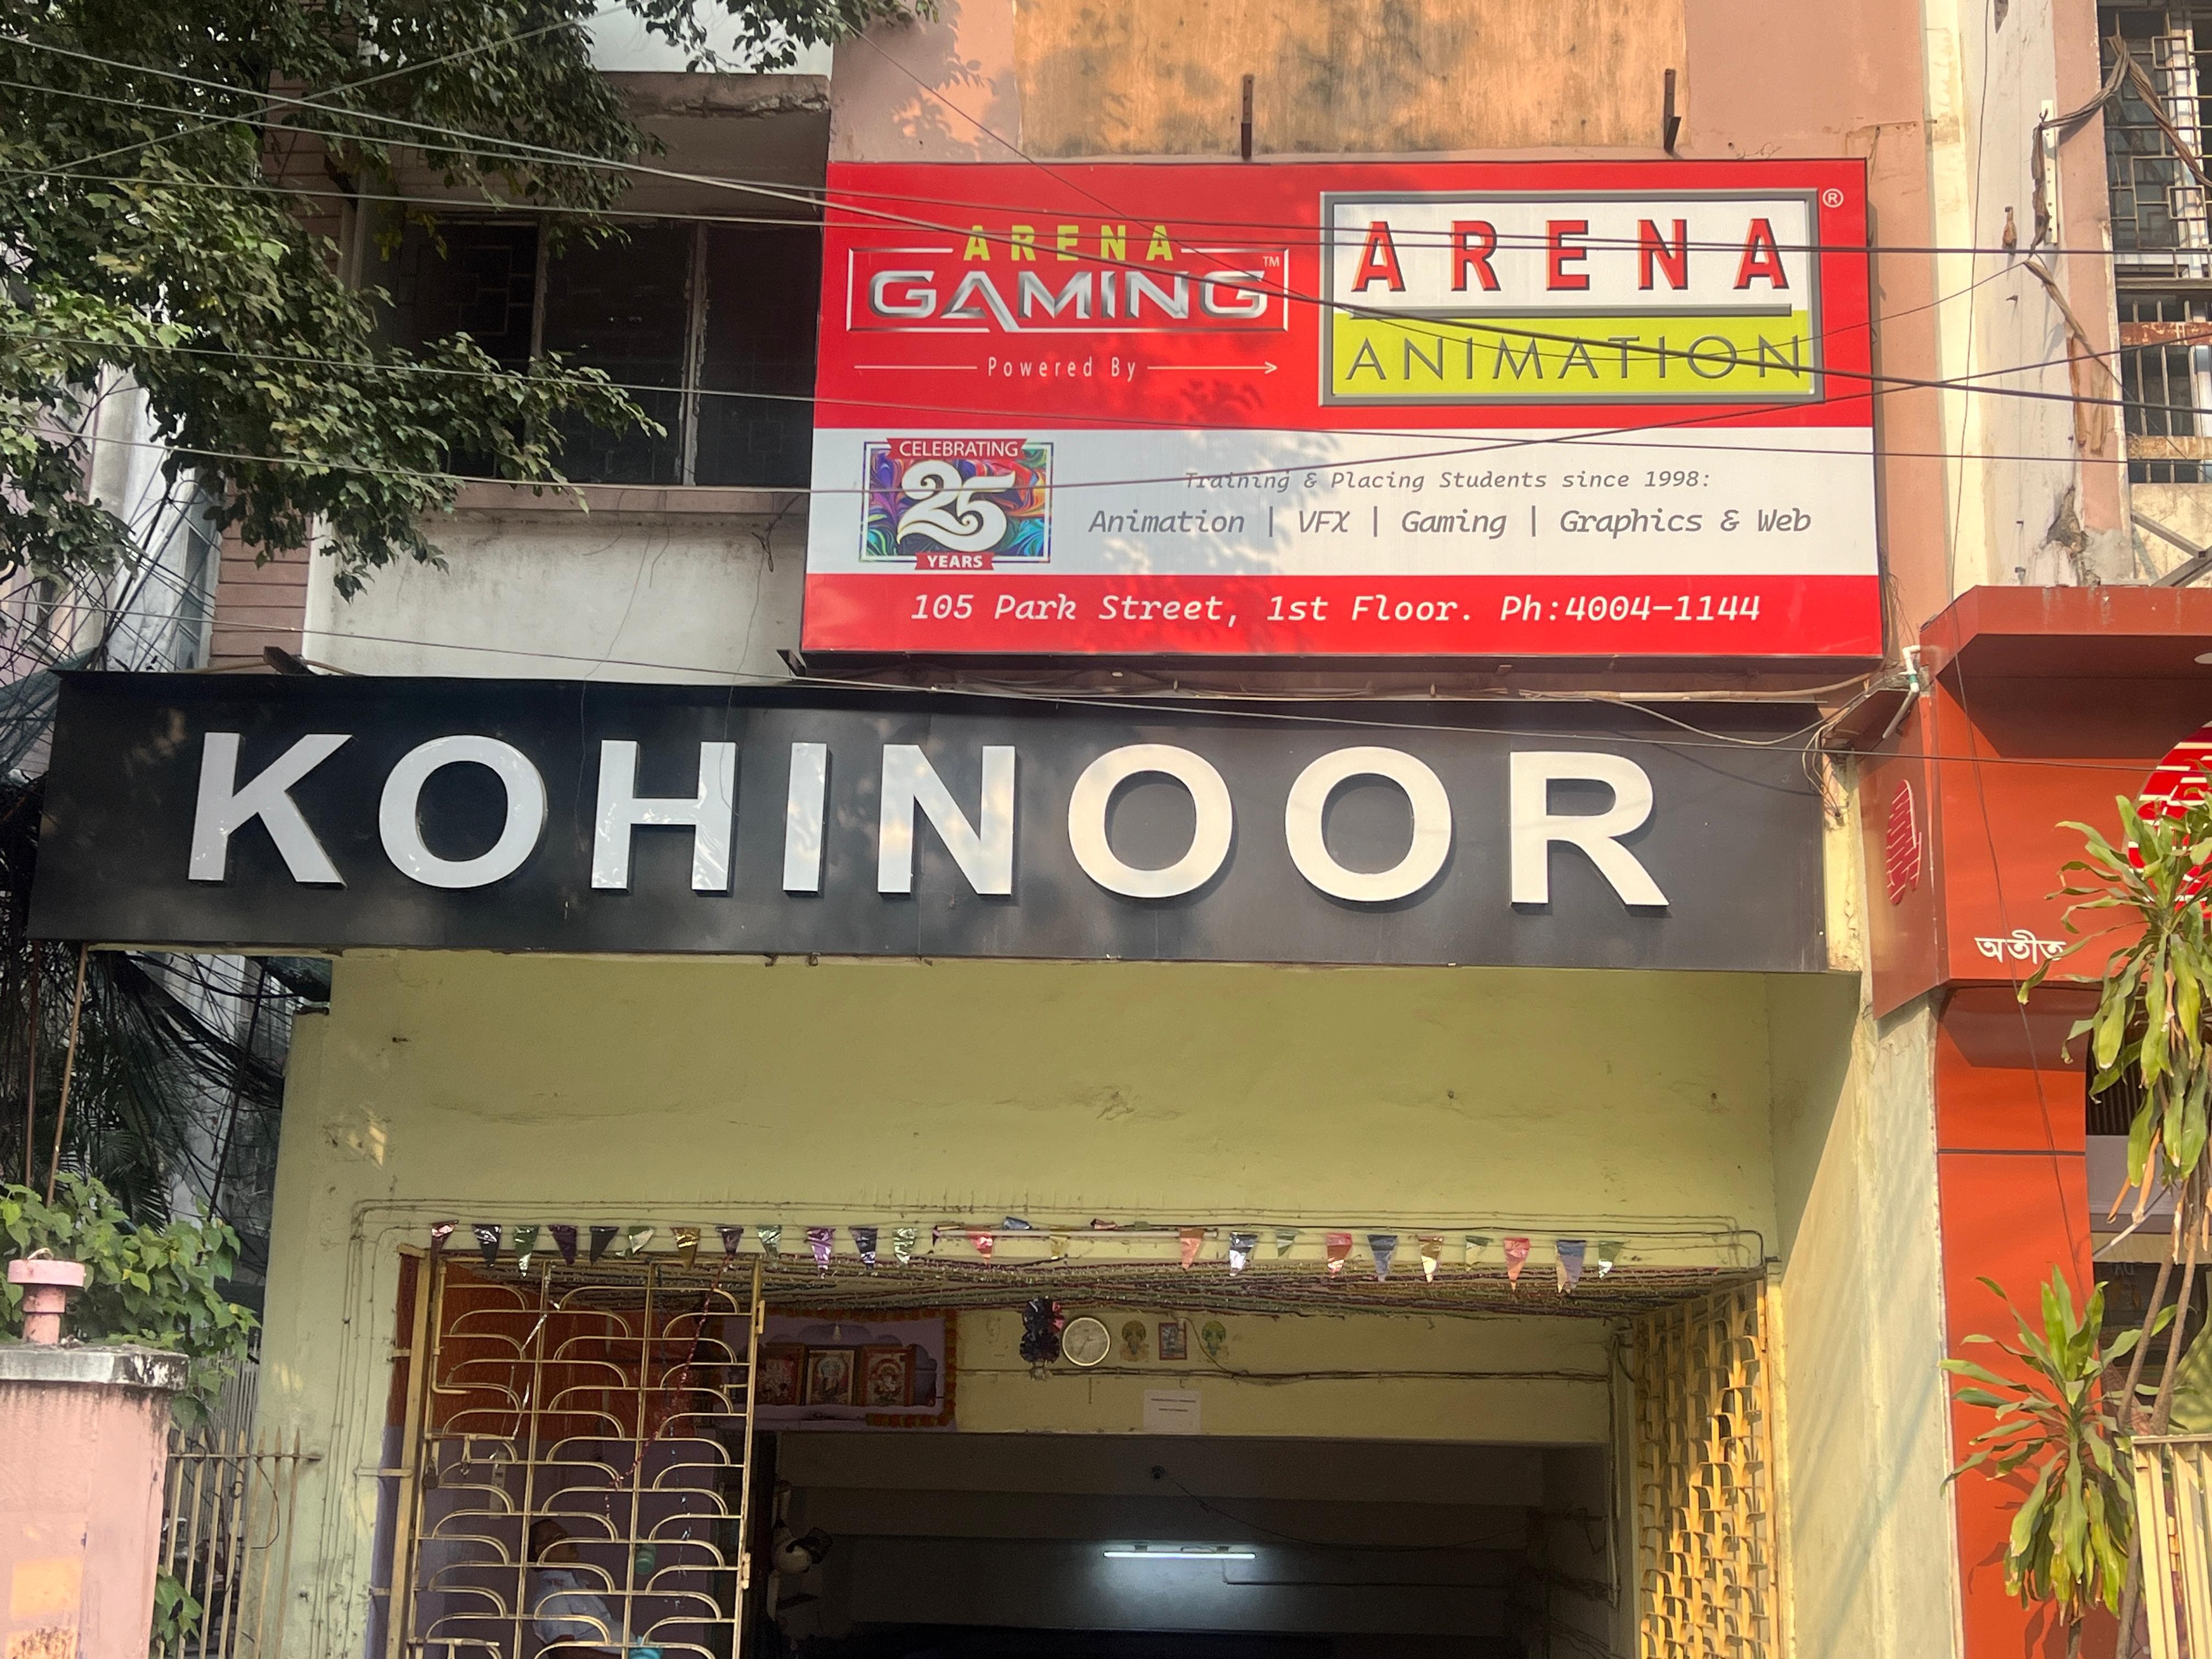 ARENA
GAMING™
Powered By
ARENA®
ANIMATION
CELEBRATING
25
YEARS
Training & Placing Students since 1998:
Animation | VFX | Gaming | Graphics & Web
105 Park Street, 1st Floor. Ph:4004-1144
KOHINOOR
অতীত